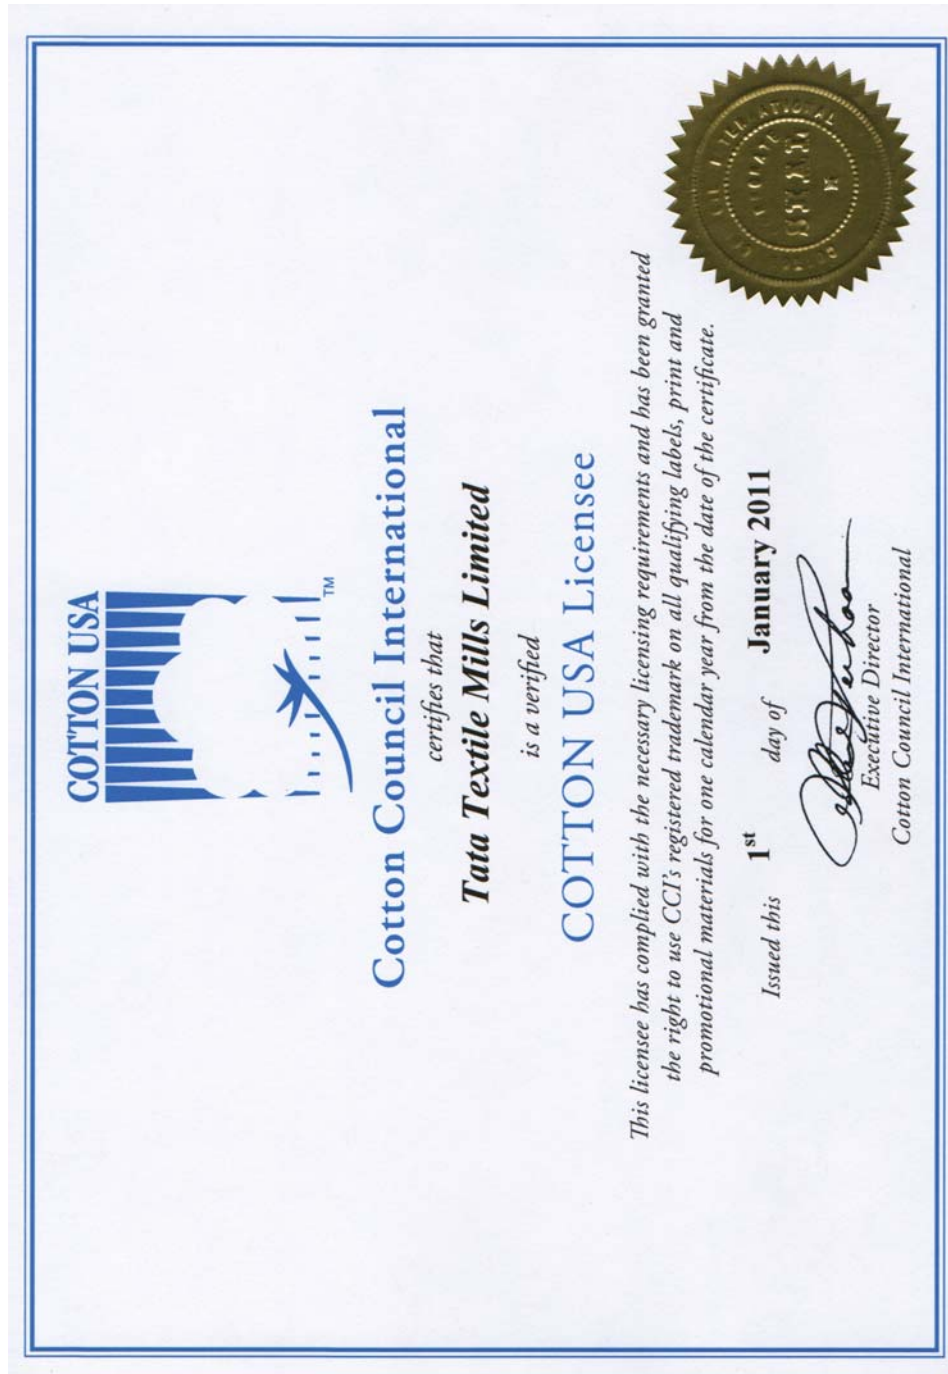 COTTON USA
TM
Cotton Council International
certifies that
Tata Textile Mills Limited
is a verified
COTTON USA Licensee
This licensee has complied with the necessary licensing requirements and has been granted
the right to use CCI's registered trademark on all qualifying labels, print and
promotional materials for one calendar year from the date of the certificate.
Issued this 1st day of January 2011
Executive Director
Cotton Council International